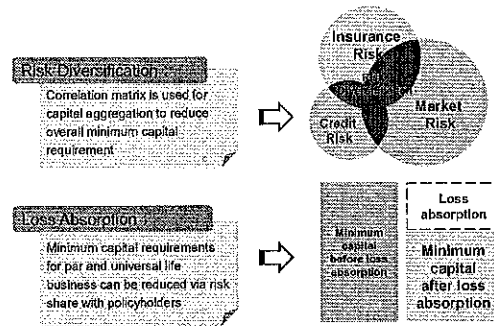 Insurance
Risk
Risk Diversification
Correlation matrix is used for
capital aggregation to reduce
overall minimum capital
requirement
Market
Risk
Credit
Risk
Loss Absorption
Minimum capital requirements
for par and universal life
business can be reduced via risk
share with policyholders
Minimum
capital
before loss
absorption
Loss
absorption
Minimum
capital
after loss
absorption